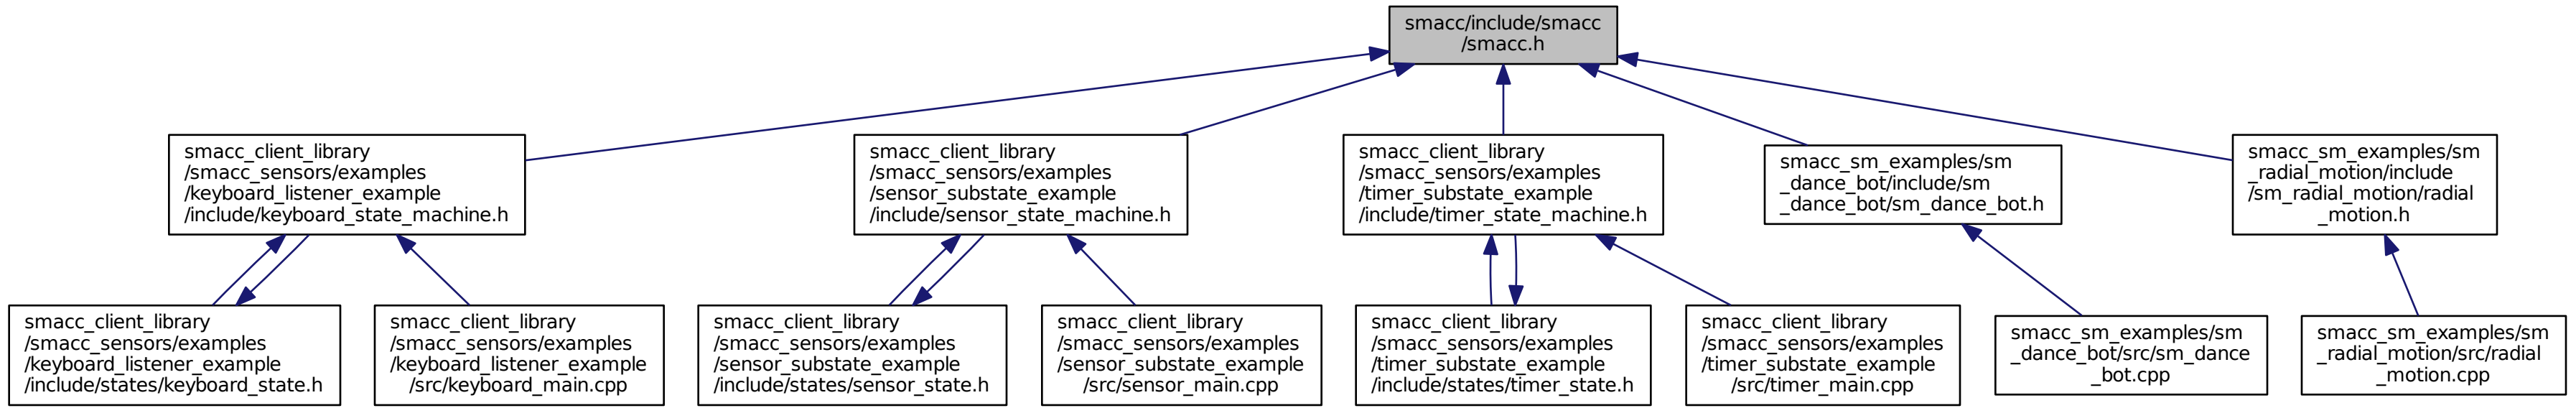 smacc/include/smacc
/smacc.h
smacc_client_library
/smacc_sensors/examples
/keyboard_listener_example
/include/keyboard_state_machine.h
smacc_client_library
/smacc_sensors/examples
/sensor_substate_example
/include/sensor_state_machine.h
smacc_client_library
/smacc_sensors/examples
/timer_substate_example
/include/timer_state_machine.h
smacc_sm_examples/sm
_dance_bot/include/sm
_dance_bot/sm_dance_bot.h
smacc_sm_examples/sm
_radial_motion/include
/sm_radial_motion/radial
_motion.h
smacc_client_library
/smacc_sensors/examples
/keyboard_listener_example
/include/states/keyboard_state.h
smacc_client_library
/smacc_sensors/examples
/keyboard_listener_example
/src/keyboard_main.cpp
smacc_client_library
/smacc_sensors/examples
/sensor_substate_example
/include/states/sensor_state.h
smacc_client_library
/smacc_sensors/examples
/sensor_substate_example
/src/sensor_main.cpp
smacc_client_library
/smacc_sensors/examples
/timer_substate_example
/include/states/timer_state.h
smacc_client_library
/smacc_sensors/examples
/timer_substate_example
/src/timer_main.cpp
smacc_sm_examples/sm
_dance_bot/src/sm_dance
_bot.cpp
smacc_sm_examples/sm
_radial_motion/src/radial
_motion.cpp